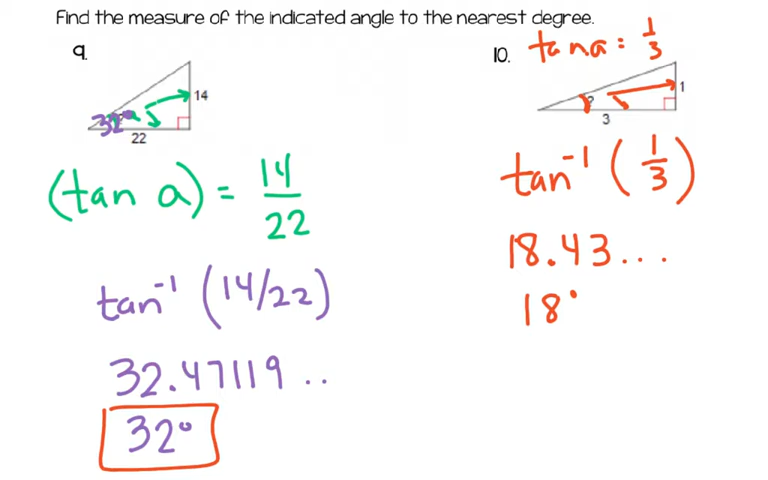 Find the measure of the indicated angle to the nearest degree.
9.
14
32°
22
(tan a) = 14/22
tan⁻¹ (14/22)
32.47119 ..
32°
10.
tan a = 1/3
?
1
3
tan⁻¹ (1/3)
18.43...
18°